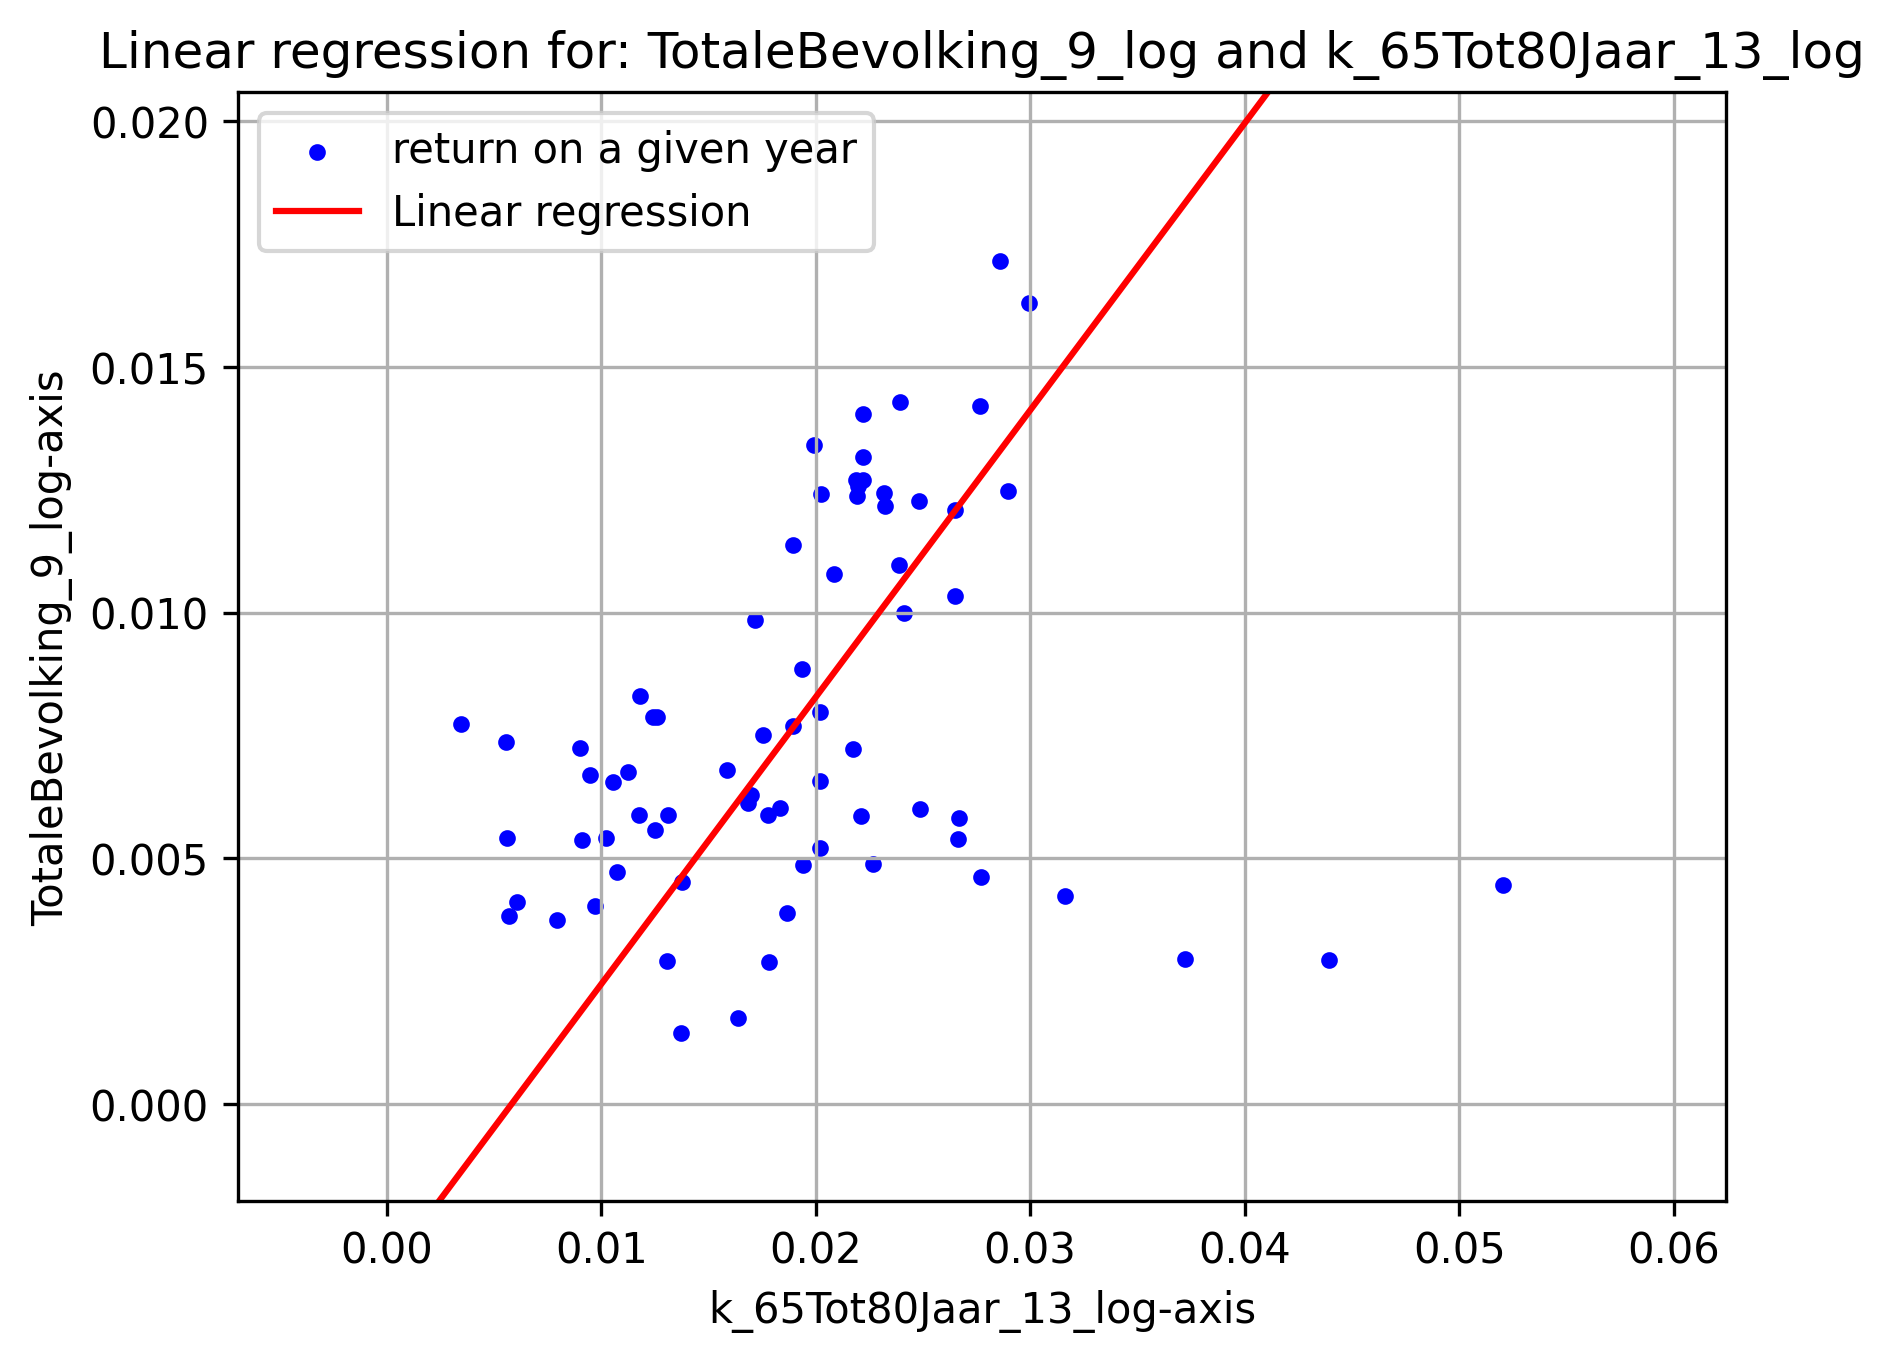 Linear regression for: TotaleBevolking_9_log and k_65Tot80Jaar_13_log
return on a given year
Linear regression
0.020
0.015
0.010
0.005
0.000
TotaleBevolking_9_log-axis
0.00 0.01 0.02 0.03 0.04 0.05 0.06
k_65Tot80Jaar_13_log-axis